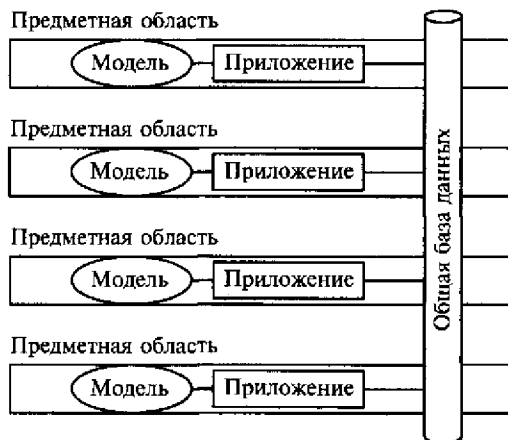 Предметная область
Модель Приложение
Предметная область
Модель Приложение
Предметная область
Модель Приложение
Предметная область
Модель Приложение
Общая база данных